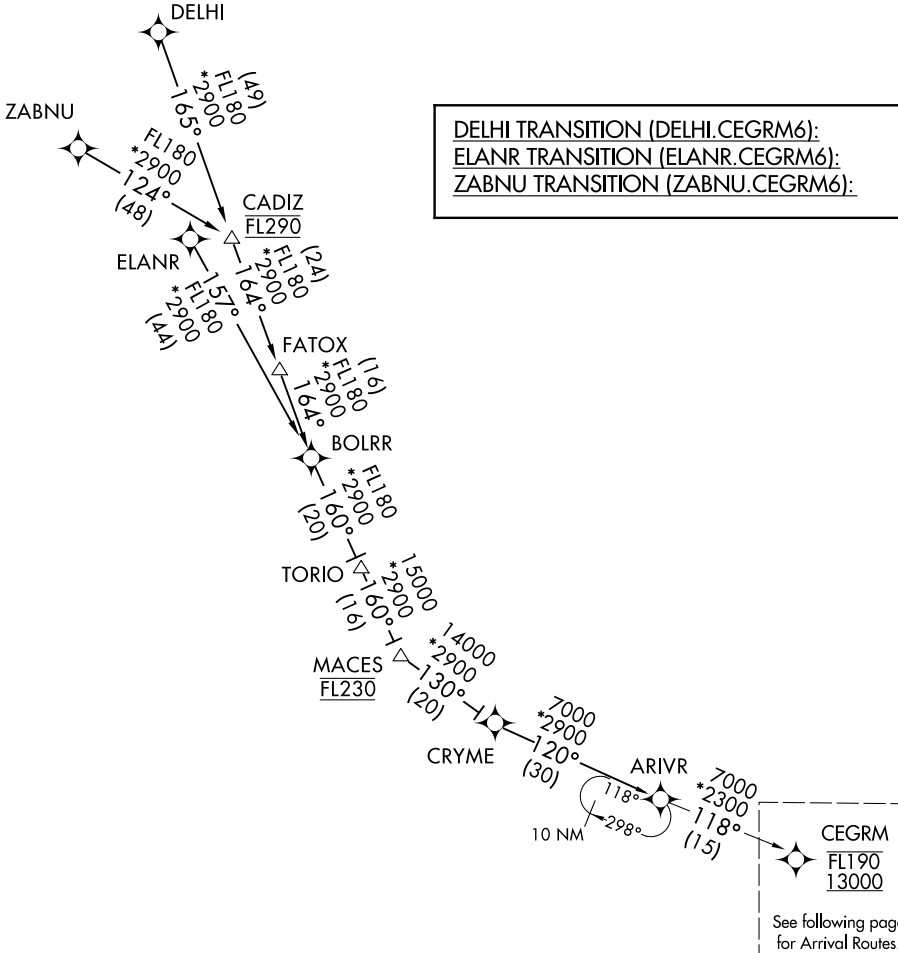 DELHI
(49)
FL180
*2900
165°
ZABNU
FL180
*2900
124°
(48)
DELHI TRANSITION (DELHI.CEGRM6):
ELANR TRANSITION (ELANR.CEGRM6):
ZABNU TRANSITION (ZABNU.CEGRM6):
CADIZ
FL290
ELANR
(24)
FL180
*2900
164°
157°
FL180
*2900
(44)
FATOX
(16)
FL180
*2900
164°
BOLRR
FL180
*2900
160°
(20)
TORIO
15000
*2900
160°
(16)
MACES
FL230
14000
*2900
130°
(20)
CRYME
7000
*2900
120°
(30)
ARIVR
118°
298°
10 NM
7000
*2300
118°
(15)
CEGRM
FL190
13000
See following page
for Arrival Routes.